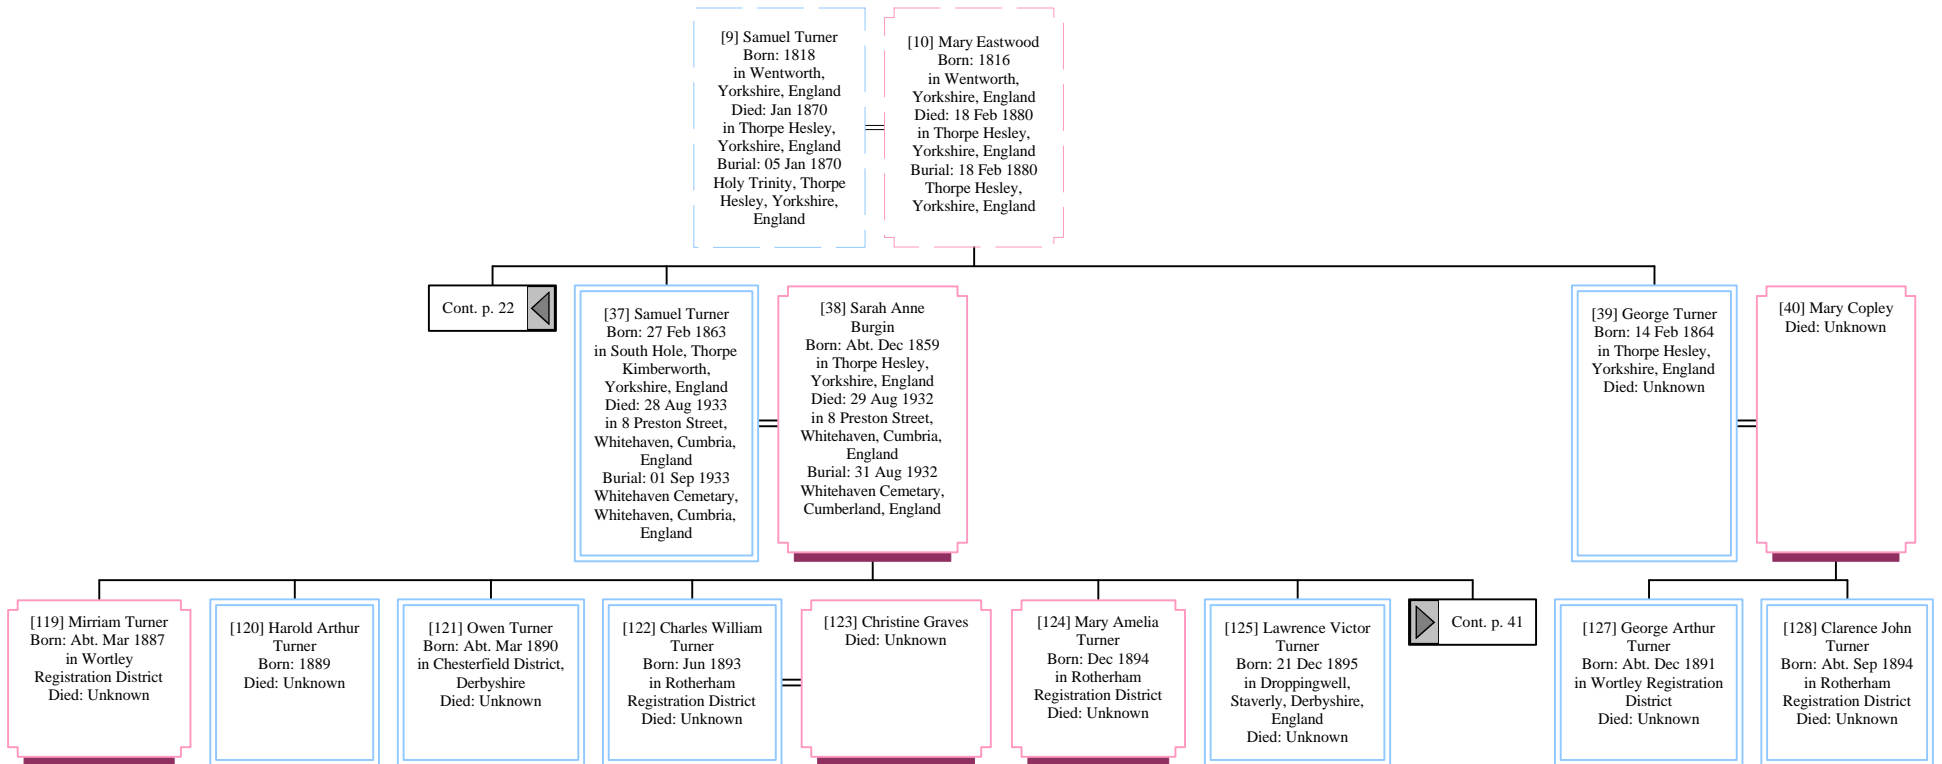 [9] Samuel Turner
Born: 1818
in Wentworth,
Yorkshire, England
Died: Jan 1870
in Thorpe Hesley,
Yorkshire, England
Burial: 05 Jan 1870
Holy Trinity, Thorpe
Hesley, Yorkshire,
England
[10] Mary Eastwood
Born: 1816
in Wentworth,
Yorkshire, England
Died: 18 Feb 1880
in Thorpe Hesley,
Yorkshire, England
Burial: 18 Feb 1880
Thorpe Hesley,
Yorkshire, England
Cont. p. 22
[37] Samuel Turner
Born: 27 Feb 1863
in South Hole, Thorpe
Kimberworth,
Yorkshire, England
Died: 28 Aug 1933
in 8 Preston Street,
Whitehaven, Cumbria,
England
Burial: 01 Sep 1933
Whitehaven Cemetary,
Whitehaven, Cumbria,
England
[38] Sarah Anne
Burgin
Born: Abt. Dec 1859
in Thorpe Hesley,
Yorkshire, England
Died: 29 Aug 1932
in 8 Preston Street,
Whitehaven, Cumbria,
England
Burial: 31 Aug 1932
Whitehaven Cemetary,
Cumberland, England
[39] George Turner
Born: 14 Feb 1864
in Thorpe Hesley,
Yorkshire, England
Died: Unknown
[40] Mary Copley
Died: Unknown
[119] Mirriam Turner
Born: Abt. Mar 1887
in Wortley
Registration District
Died: Unknown
[120] Harold Arthur
Turner
Born: 1889
Died: Unknown
[121] Owen Turner
Born: Abt. Mar 1890
in Chesterfield District,
Derbyshire
Died: Unknown
[122] Charles William
Turner
Born: Jun 1893
in Rotherham
Registration District
Died: Unknown
[123] Christine Graves
Died: Unknown
[124] Mary Amelia
Turner
Born: Dec 1894
in Rotherham
Registration District
Died: Unknown
[125] Lawrence Victor
Turner
Born: 21 Dec 1895
in Droppingwell,
Staverly, Derbyshire,
England
Died: Unknown
Cont. p. 41
[127] George Arthur
Turner
Born: Abt. Dec 1891
in Wortley Registration
District
Died: Unknown
[128] Clarence John
Turner
Born: Abt. Sep 1894
in Rotherham
Registration District
Died: Unknown